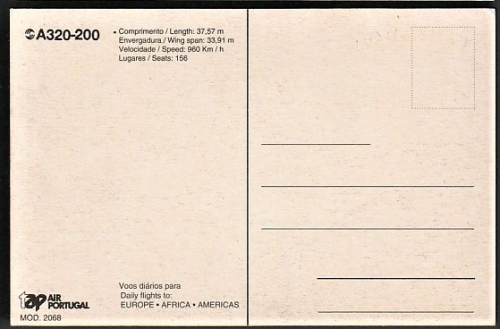 A320-200
• Comprimento / Length: 37,57 m
Envergadura / Wing span: 33,91 m
Velocidade / Speed: 960 Km / h
Lugares / Seats: 156
tap AIR
PORTUGAL
MOD. 2068
Voos diários para
Daily flights to:
EUROPE • AFRICA • AMERICAS